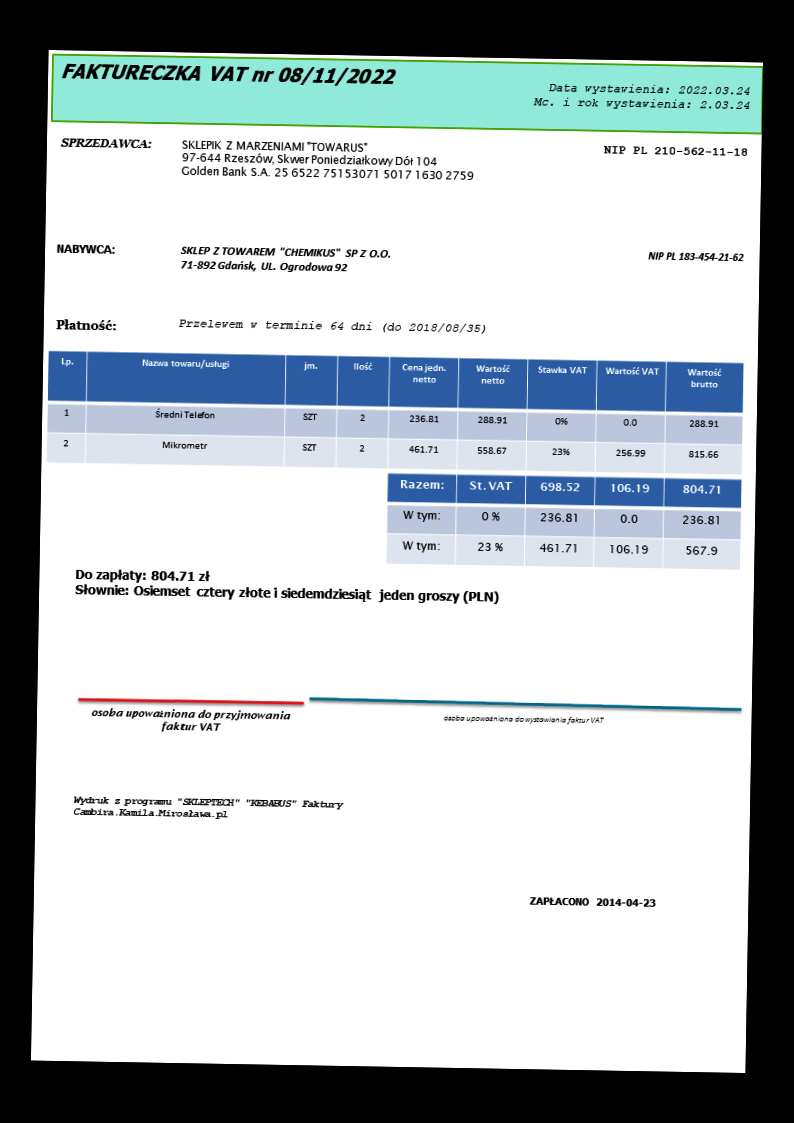 FAKTURECZKA VAT nr 08/11/2022
Data wystawienia: 2022.03.24
Mc. i rok wystawienia: 2.03.24
SPRZEDAWCA:
SKLEPIK Z MARZENIAMI "TOWARUS"
97-644 Rzeszów, Skwer Poniedziałkowy Dół 104
Golden Bank S.A. 25 6522 75153071 5017 1630 2759
NIP PL 210-562-11-18
NABYWCA:
SKLEP Z TOWAREM "CHEMIKUS" SP Z O.O.
71-892 Gdańsk, UL. Ogrodowa 92
NIP PL 183-454-21-62
Płatność: Przelewem w terminie 64 dni (do 2018/08/35)
Lp. Nazwa towaru/usługi jm. Ilość Cena jedn. netto Wartość netto Stawka VAT Wartość VAT Wartość brutto
1 Średni Telefon SZT 2 236.81 288.91 0% 0.0 288.91
2 Mikrometr SZT 2 461.71 558.67 23% 256.99 815.66
Razem: St. VAT 698.52 106.19 804.71
W tym: 0 % 236.81 0.0 236.81
W tym: 23 % 461.71 106.19 567.9
Do zapłaty: 804.71 zł
Słownie: Osiemset cztery złote i siedemdziesiąt jeden groszy (PLN)
osoba upoważniona do przyjmowania
faktur VAT
osoba upoważniona do wystawiania faktur VAT
Wydruk z programu "SKLEPTECH" "KEBABUS" Faktury
Cambira.Kamila.Mirosława.pl
ZAPŁACONO 2014-04-23